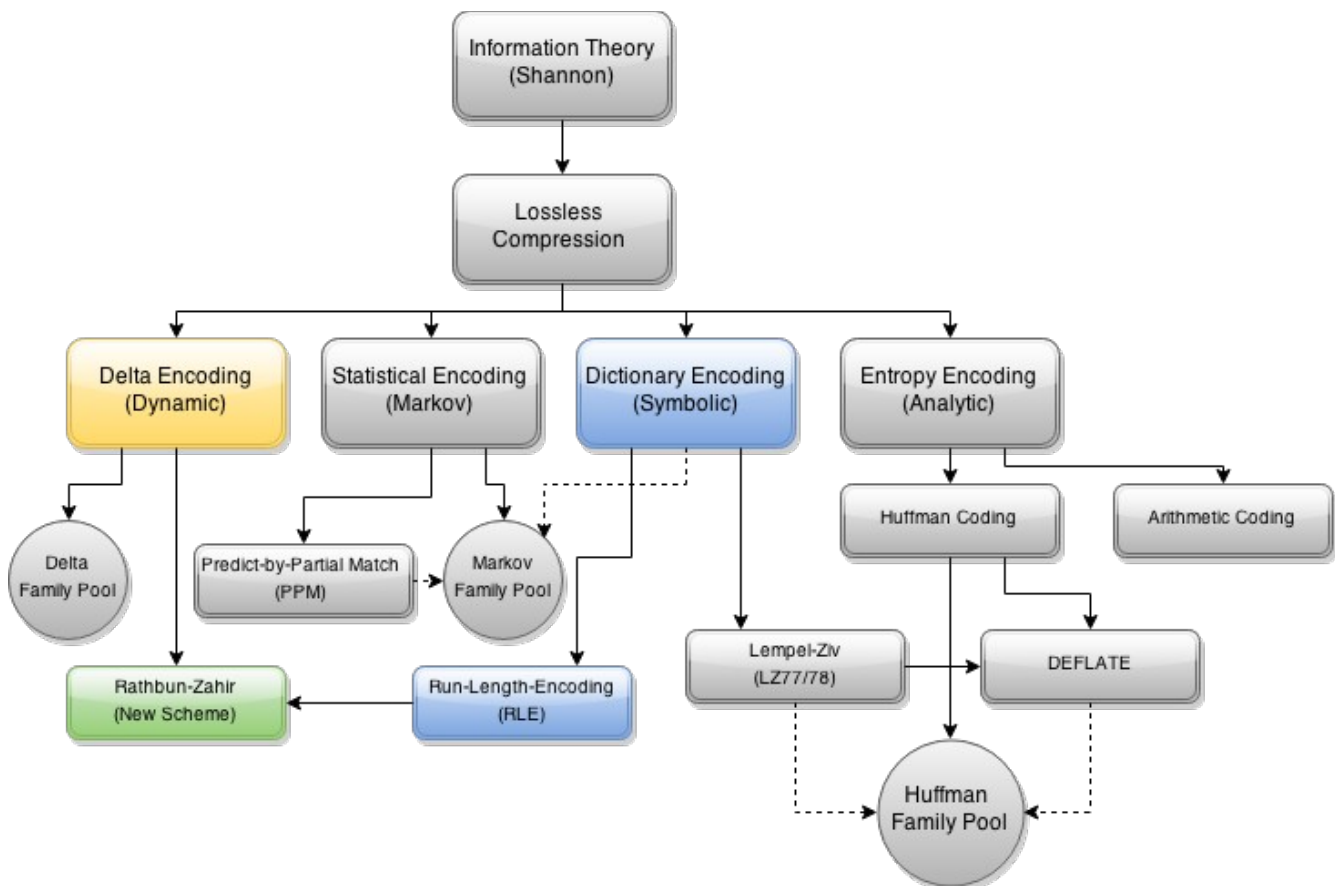 Information Theory
(Shannon)
Lossless
Compression
Delta Encoding
(Dynamic)
Statistical Encoding
(Markov)
Dictionary Encoding
(Symbolic)
Entropy Encoding
(Analytic)
Huffman Coding
Arithmetic Coding
Delta
Family Pool
Predict-by-Partial Match
(PPM)
Markov
Family Pool
Lempel-Ziv
(LZ77/78)
DEFLATE
Rathbun-Zahir
(New Scheme)
Run-Length-Encoding
(RLE)
Huffman
Family Pool